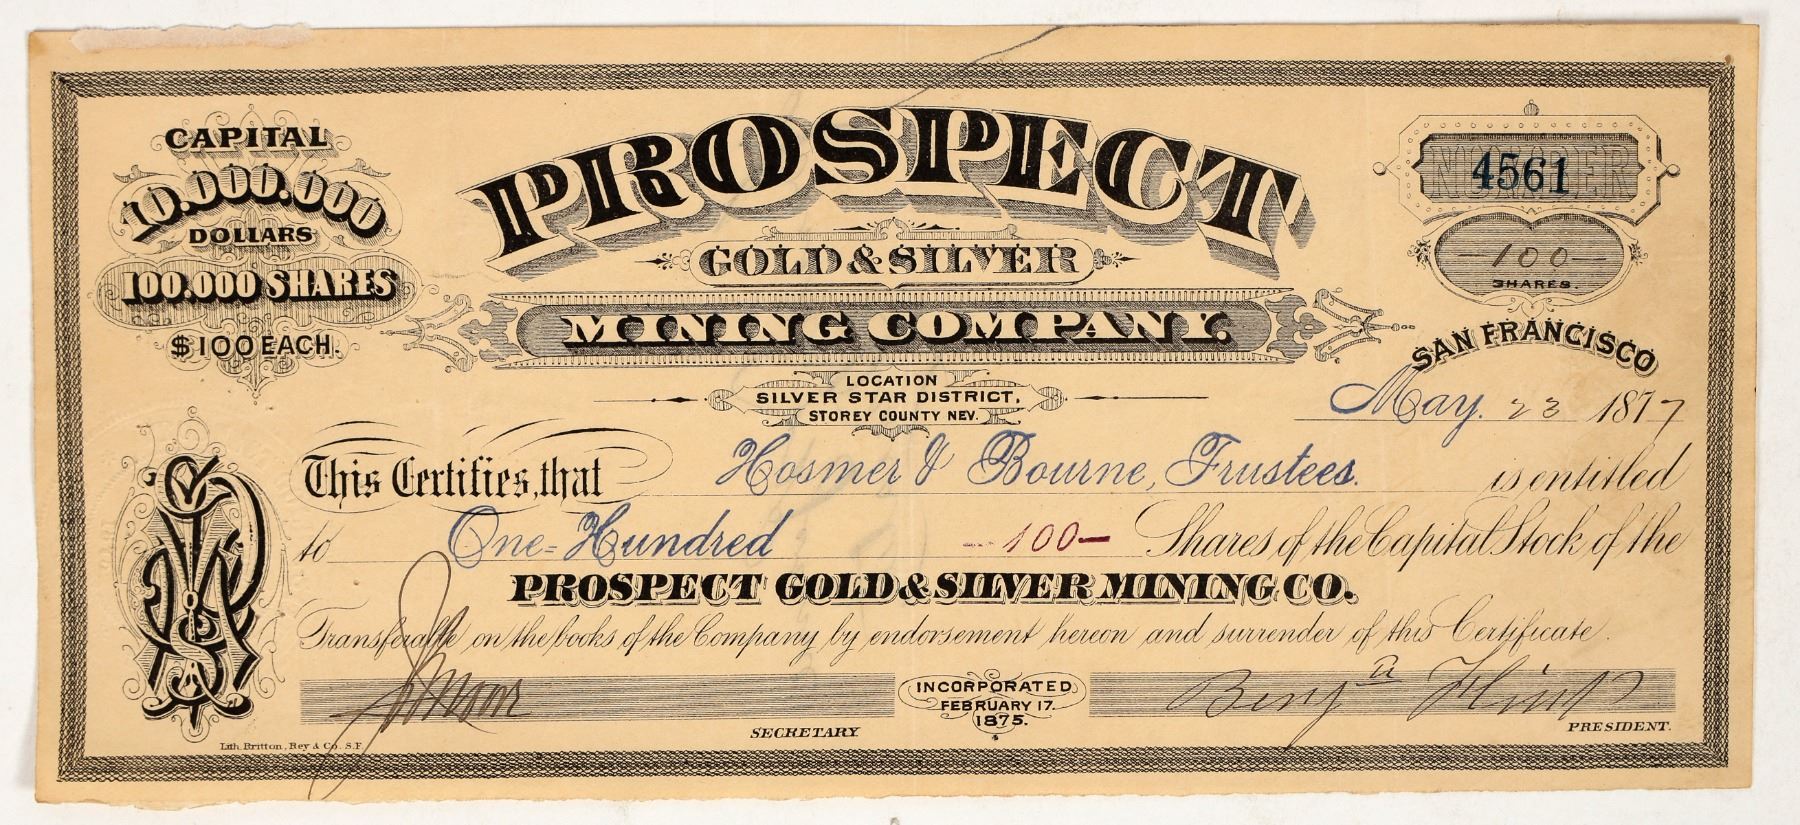 CAPITAL
10.000.000
DOLLARS
100.000 SHARES
$100 EACH.
PROSPECT
GOLD & SILVER
MINING COMPANY.
LOCATION
SILVER STAR DISTRICT,
STOREY COUNTY NEV.
NUMBER
4561
-100-
SHARES.
SAN FRANCISCO
May. 23 1877
This Certifies, that Hosmer & Bourne, Trustees. is entitled
to One=Hundred -100- Shares of the Capital Stock of the
PROSPECT GOLD & SILVER MINING CO.
Transferable on the books of the Company by endorsement hereon and surrender of this Certificate.
INCORPORATED
FEBRUARY 17.
1875.
Benj n Flint
SECRETARY
PRESIDENT.
Lith. Britton, Rey & Co. S.F.